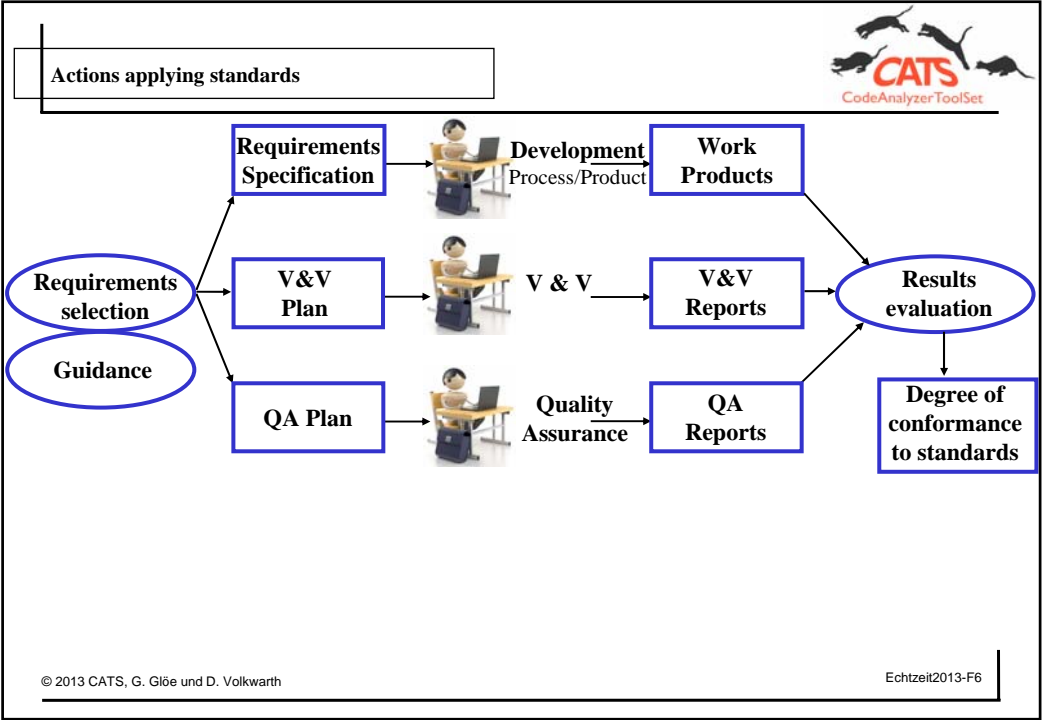 Actions applying standards
CATS
CodeAnalyzerToolSet
Requirements
Specification
Development
Process/Product
Work
Products
Requirements
selection
Guidance
V&V
Plan
V & V
V&V
Reports
Results
evaluation
QA Plan
Quality
Assurance
QA
Reports
Degree of
conformance
to standards
© 2013 CATS, G. Glöe und D. Volkwarth
Echtzeit2013-F6